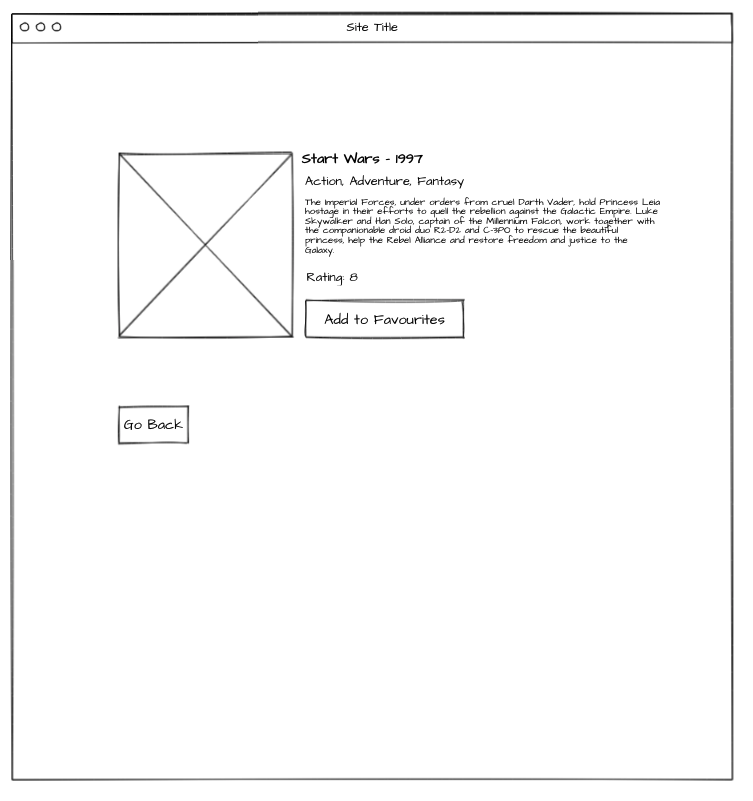 Site Title
Start Wars - 1997
Action, Adventure, Fantasy
The Imperial Forces, under orders from cruel Darth Vader, hold Princess Leia
hostage in their efforts to quell the rebellion against the Galactic Empire. Luke
Skywalker and Han Solo, captain of the Millennium Falcon, work together with
the companionable droid duo R2-D2 and C-3PO to rescue the beautiful
princess, help the Rebel Alliance and restore freedom and justice to the
Galaxy.
Rating: 8
Add to Favourites
Go Back